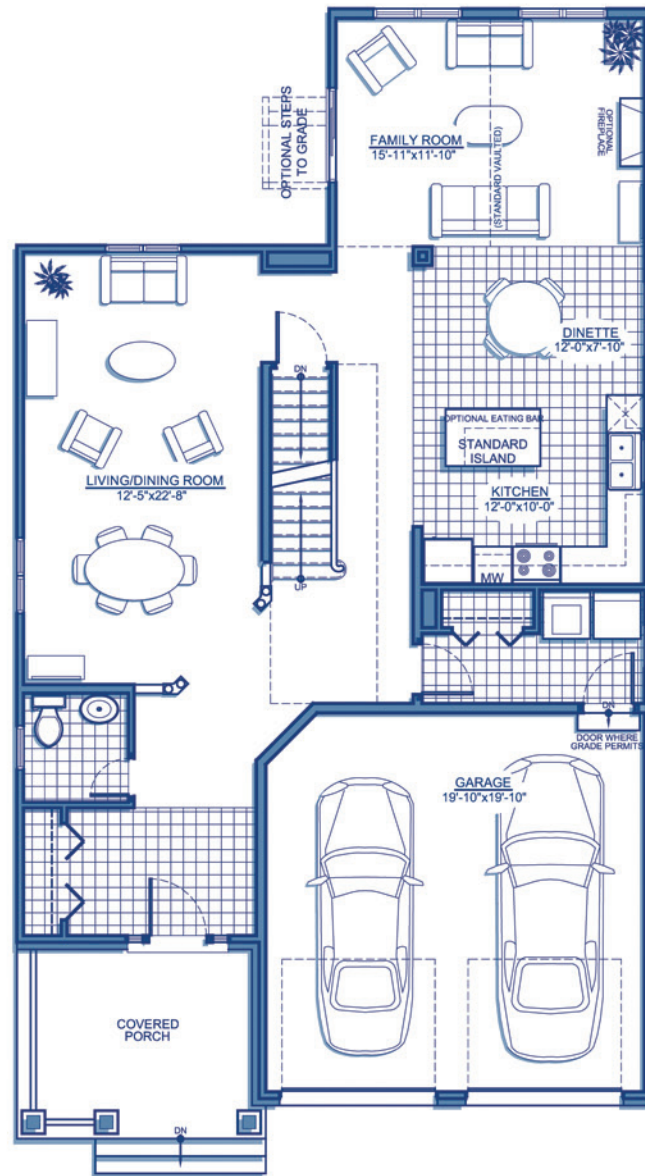 OPTIONAL STEPS
TO GRADE
FAMILY ROOM
15'-11"x11'-10"
(STANDARD VAULTED)
OPTIONAL
FIREPLACE
DINETTE
12'-0"x7'-10"
DN
OPTIONAL EATING BAR
STANDARD
ISLAND
LIVING/DINING ROOM
12'-5"x22'-8"
KITCHEN
12'-0"x10'-0"
UP
MW
DN
DOOR WHERE
GRADE PERMITS
GARAGE
19'-10"x19'-10"
COVERED
PORCH
DN